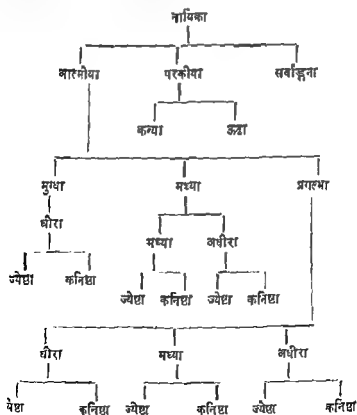 नायिका
आत्मीया परकीया सर्वाङ्गना
कन्या ऊढा
मुग्धा मध्या प्रगल्भा
धीरा
मध्या अधीरा
ज्येष्ठा कनिष्ठा
ज्येष्ठा कनिष्ठा ज्येष्ठा कनिष्ठा
धीरा मध्या अधीरा
येष्ठा कनिष्ठा ज्येष्ठा कनिष्ठा ज्येष्ठा कनिष्ठा